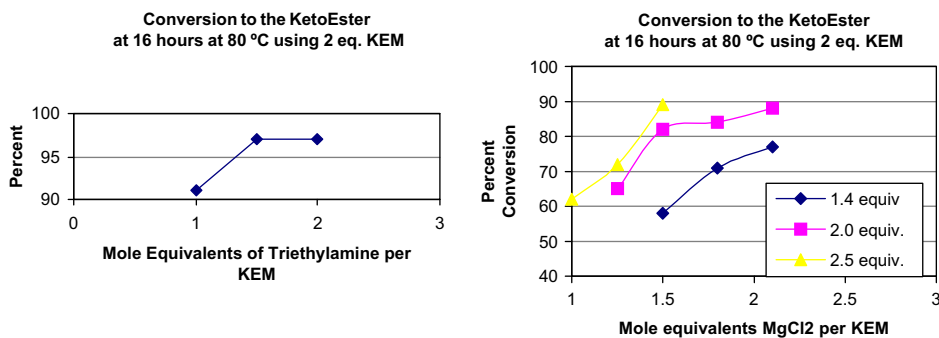 Conversion to the KetoEster
at 16 hours at 80 ºC using 2 eq. KEM
Percent
100
95
90
0
1
2
3
Mole Equivalents of Triethylamine per
KEM
Conversion to the KetoEster
at 16 hours at 80 ºC using 2 eq. KEM
Percent
Conversion
100
90
80
70
60
50
40
1
1.5
2
2.5
3
1.4 equiv
2.0 equiv.
2.5 equiv.
Mole equivalents MgCl2 per KEM